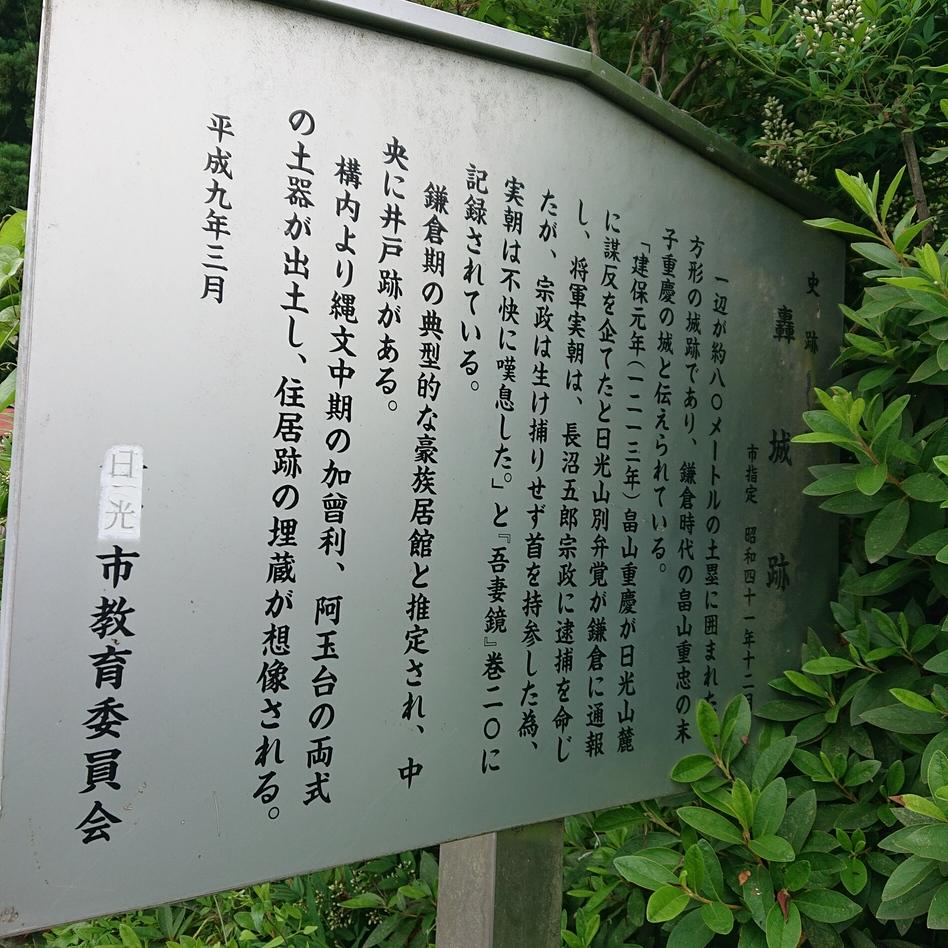 史跡
轟城跡
市指定 昭和四十一年十二月
一辺が約八〇メートルの土塁に囲まれた
方形の城跡であり、鎌倉時代の畠山重忠の末
子重慶の城と伝えられている。
「建保元年(一二一三年)畠山重慶が日光山麓
に謀反を企てたと日光山別弁覚が鎌倉に通報
し、将軍実朝は、長沼五郎宗政に逮捕を命じ
たが、宗政は生け捕りせず首を持参した為、
実朝は不快に嘆息した。」と『吾妻鏡』巻二〇に
記録されている。
鎌倉期の典型的な豪族居館と推定され、中
央に井戸跡がある。
構内より縄文中期の加曾利、阿玉台の両式
の土器が出土し、住居跡の埋蔵が想像される。
平成九年三月
日光市教育委員会